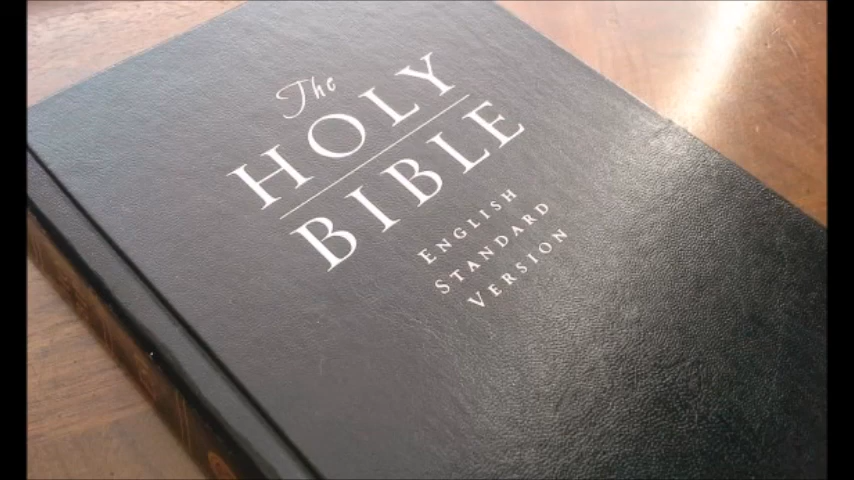 The
HOLY
BIBLE
ENGLISH
STANDARD
VERSION